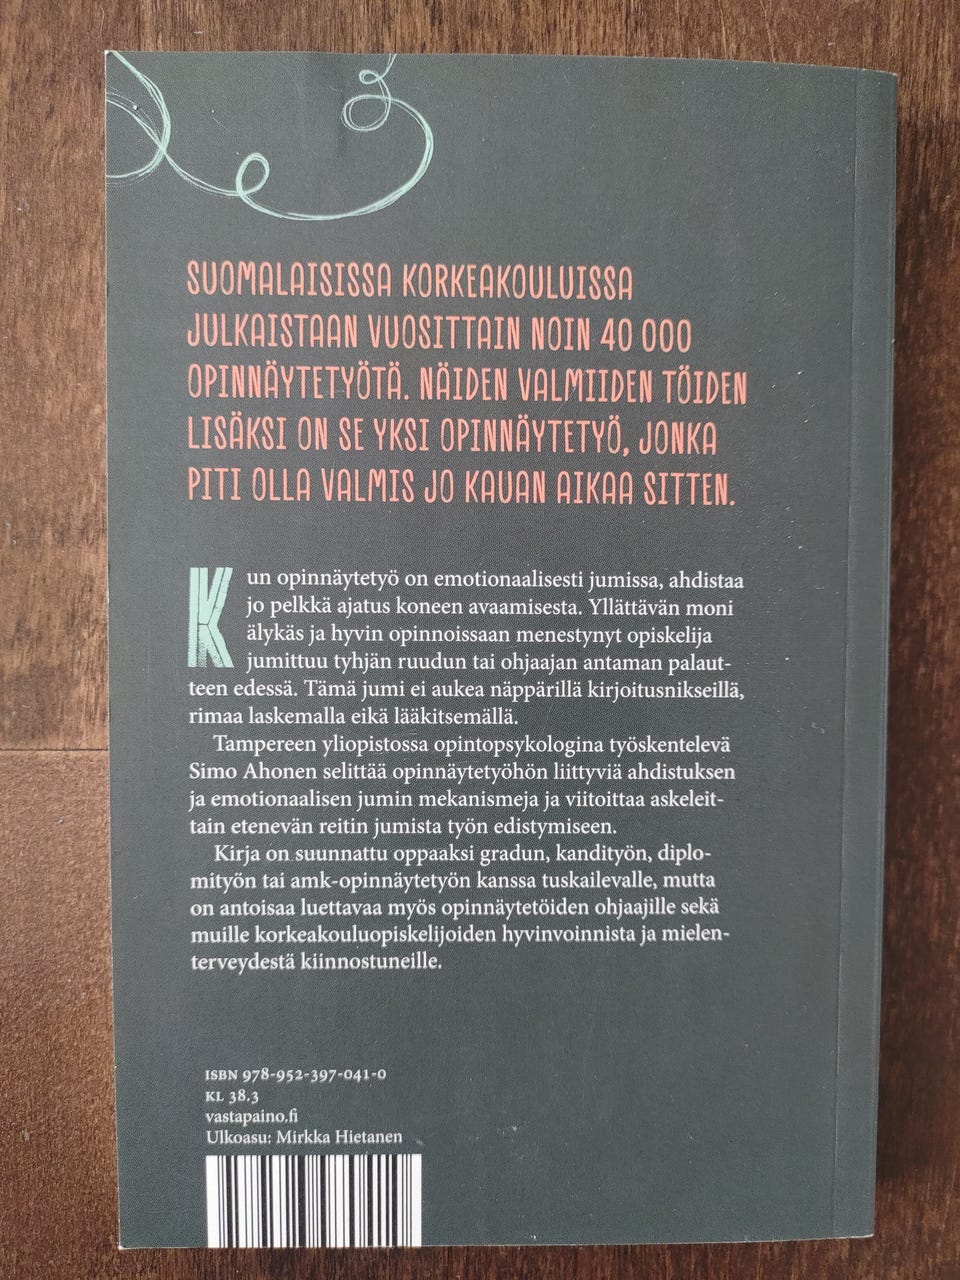 SUOMALAISISSA KORKEAKOULUISSA
JULKAISTAAN VUOSITTAIN NOIN 40 000
OPINNÄYTETYÖTÄ. NÄIDEN VALMIIDEN TÖIDEN
LISÄKSI ON SE YKSI OPINNÄYTETYÖ, JONKA
PITI OLLA VALMIS JO KAUAN AIKAA SITTEN.
Kun opinnäytetyö on emotionaalisesti jumissa, ahdistaa
jo pelkkä ajatus koneen avaamisesta. Yllättävän moni
älykäs ja hyvin opinnoissaan menestynyt opiskelija
jumittuu tyhjän ruudun tai ohjaajan antaman palaut-
teen edessä. Tämä jumi ei aukea näppärillä kirjoitusnikseillä,
rimaa laskemalla eikä lääkitsemällä.
Tampereen yliopistossa opintopsykologina työskentelevä
Simo Ahonen selittää opinnäytetyöhön liittyviä ahdistuksen
ja emotionaalisen jumin mekanismeja ja viitoittaa askeleit-
tain etenevän reitin jumista työn edistymiseen.
Kirja on suunnattu oppaaksi gradun, kandityön, diplo-
mityön tai amk-opinnäytetyön kanssa tuskailevalle, mutta
on antoisaa luettavaa myös opinnäytetöiden ohjaajille sekä
muille korkeakouluopiskelijoiden hyvinvoinnista ja mielen-
terveydestä kiinnostuneille.
ISBN 978-952-397-041-0
KL 38.3
vastapaino.fi
Ulkoasu: Mirkka Hietanen